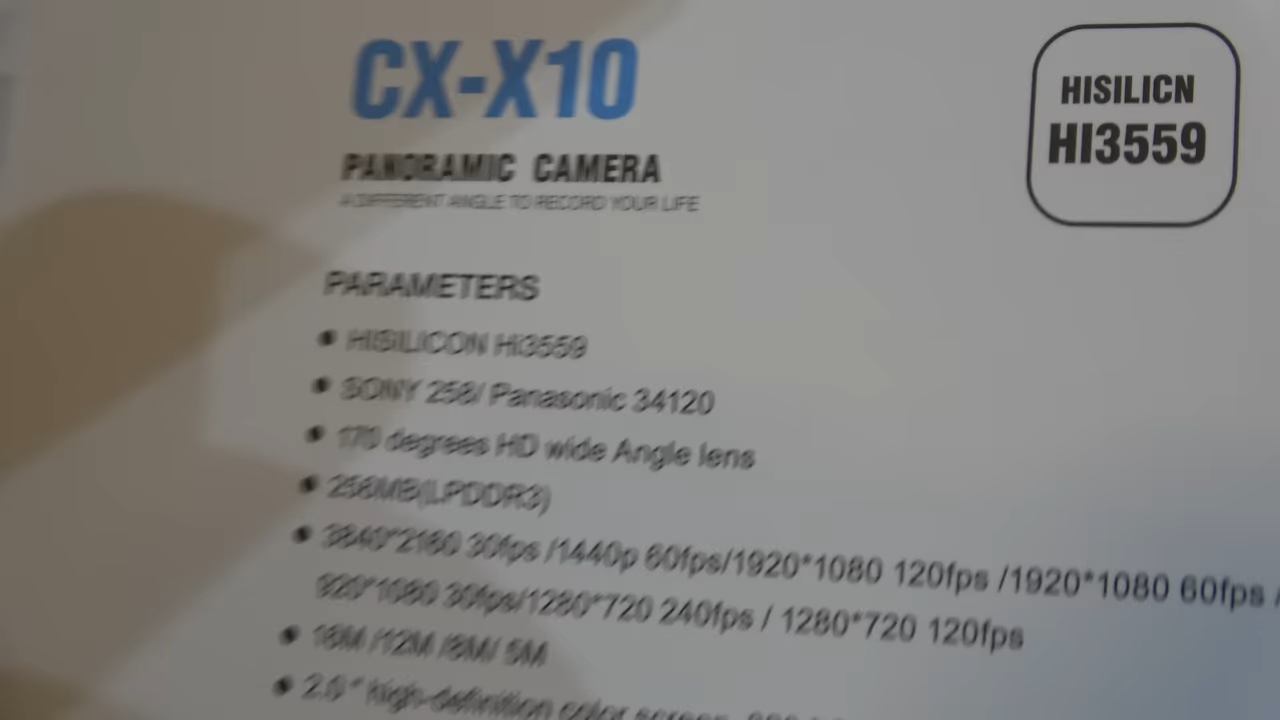 CX-X10
HISILICN
HI3559
PANORAMIC CAMERA
A DIFFERENT ANGLE TO RECORD YOUR LIFE
PARAMETERS
● HISILICON Hi3559
● SONY 258/ Panasonic 34120
● 170 degrees HD wide Angle lens
● 256MB(LPDDR3)
● 3840*2160 30fps /1440p 60fps/1920*1080 120fps /1920*1080 60fps /
920*1080 30fps/1280*720 240fps / 1280*720 120fps
● 16M /12M /8M/ 5M
● 2.0" high-definition color screen